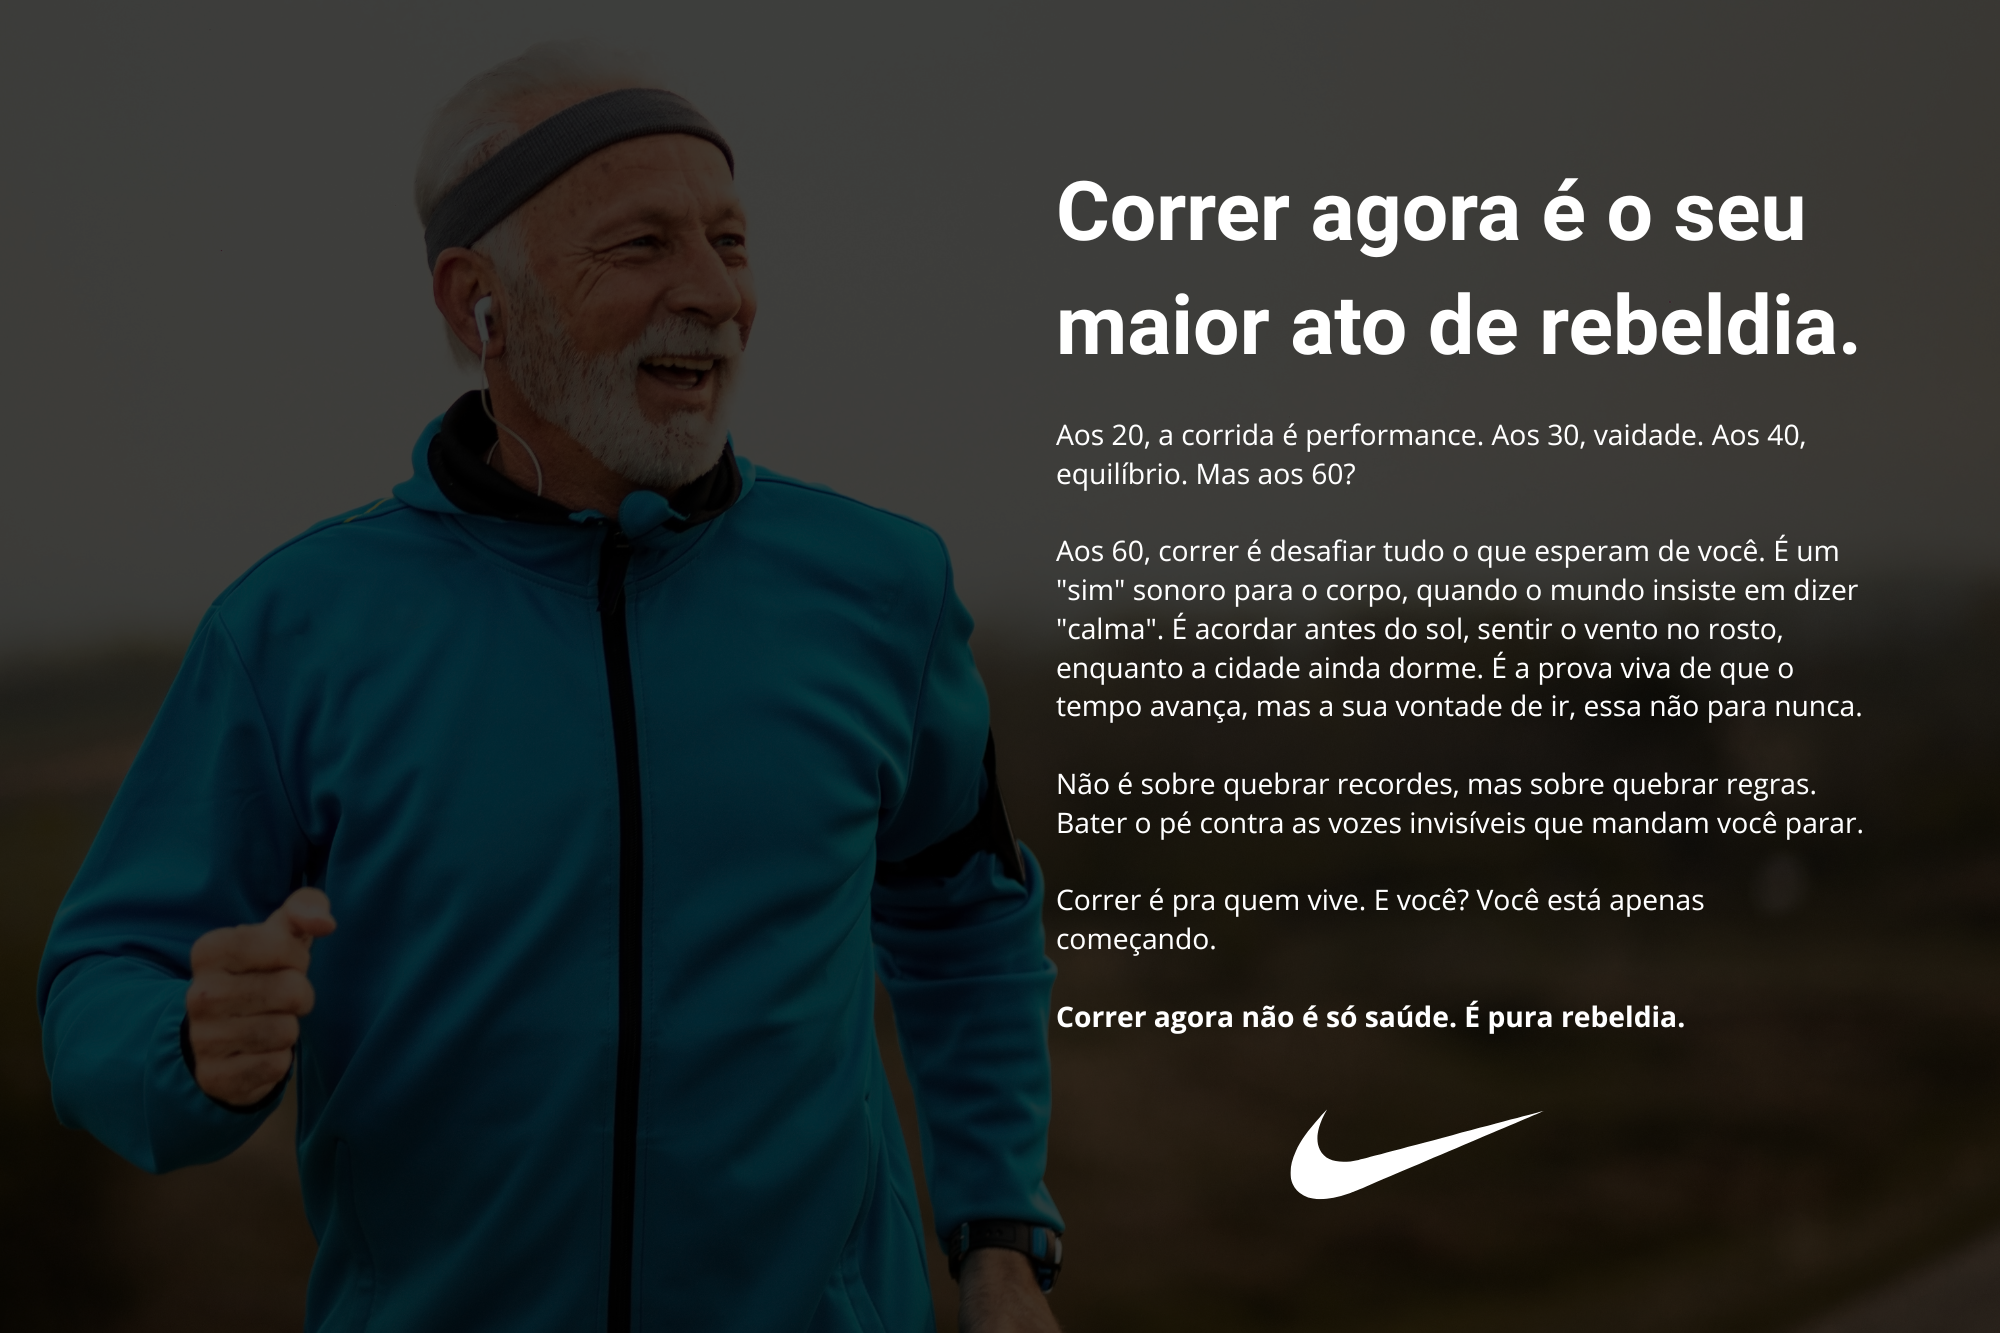 Correr agora é o seu
maior ato de rebeldia.
Aos 20, a corrida é performance. Aos 30, vaidade. Aos 40,
equilíbrio. Mas aos 60?
Aos 60, correr é desafiar tudo o que esperam de você. É um
"sim" sonoro para o corpo, quando o mundo insiste em dizer
"calma". É acordar antes do sol, sentir o vento no rosto,
enquanto a cidade ainda dorme. É a prova viva de que o
tempo avança, mas a sua vontade de ir, essa não para nunca.
Não é sobre quebrar recordes, mas sobre quebrar regras.
Bater o pé contra as vozes invisíveis que mandam você parar.
Correr é pra quem vive. E você? Você está apenas
começando.
Correr agora não é só saúde. É pura rebeldia.